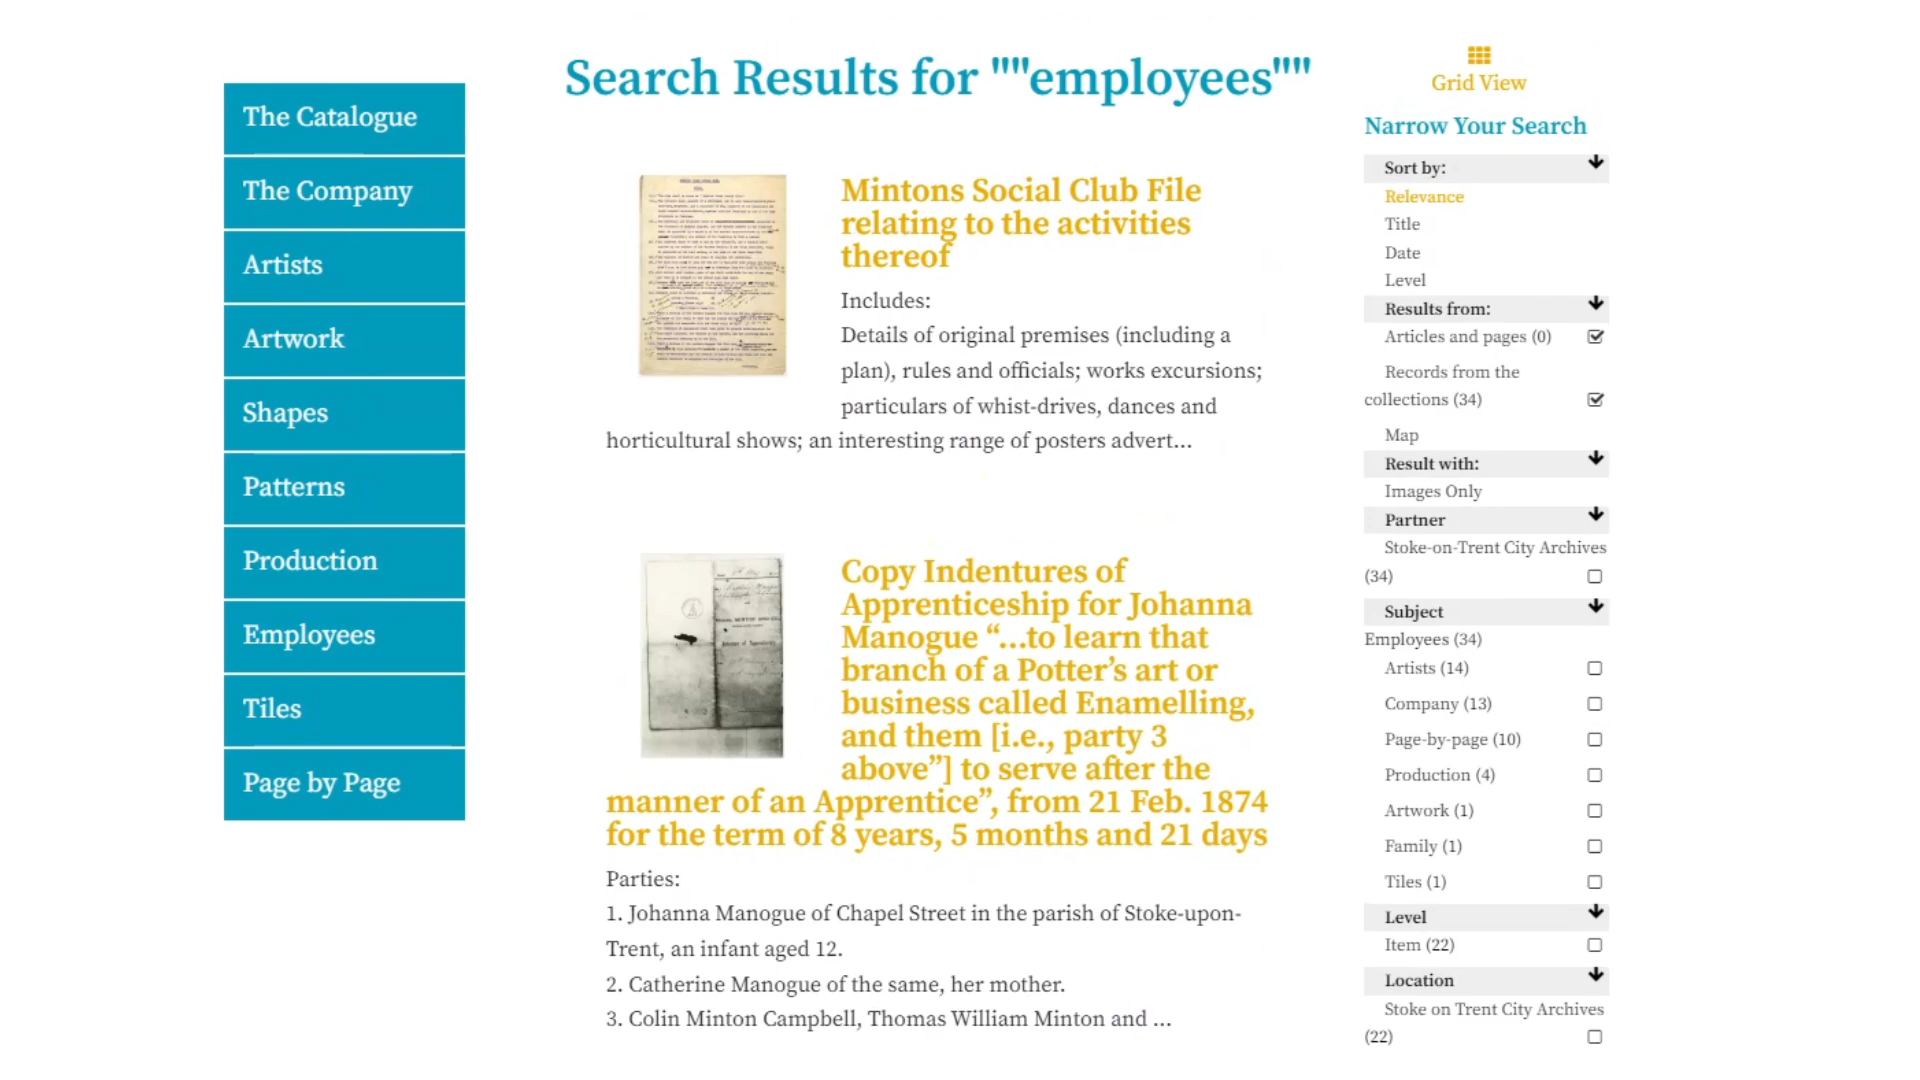 The Catalogue
The Company
Artists
Artwork
Shapes
Patterns
Production
Employees
Tiles
Page by Page
Search Results for ""employees""
Mintons Social Club File
relating to the activities
thereof
Includes:
Details of original premises (including a
plan), rules and officials; works excursions;
particulars of whist-drives, dances and
horticultural shows; an interesting range of posters advert...
Copy Indentures of
Apprenticeship for Johanna
Manogue “...to learn that
branch of a Potter’s art or
business called Enamelling,
and them [i.e., party 3
above”] to serve after the
manner of an Apprentice”, from 21 Feb. 1874
for the term of 8 years, 5 months and 21 days
Parties:
1. Johanna Manogue of Chapel Street in the parish of Stoke-upon-
Trent, an infant aged 12.
2. Catherine Manogue of the same, her mother.
3. Colin Minton Campbell, Thomas William Minton and ...
Grid View
Narrow Your Search
Sort by:
Relevance
Title
Date
Level
Results from:
Articles and pages (0)
Records from the
collections (34)
Map
Result with:
Images Only
Partner
Stoke-on-Trent City Archives
(34)
Subject
Employees (34)
Artists (14)
Company (13)
Page-by-page (10)
Production (4)
Artwork (1)
Family (1)
Tiles (1)
Level
Item (22)
Location
Stoke on Trent City Archives
(22)